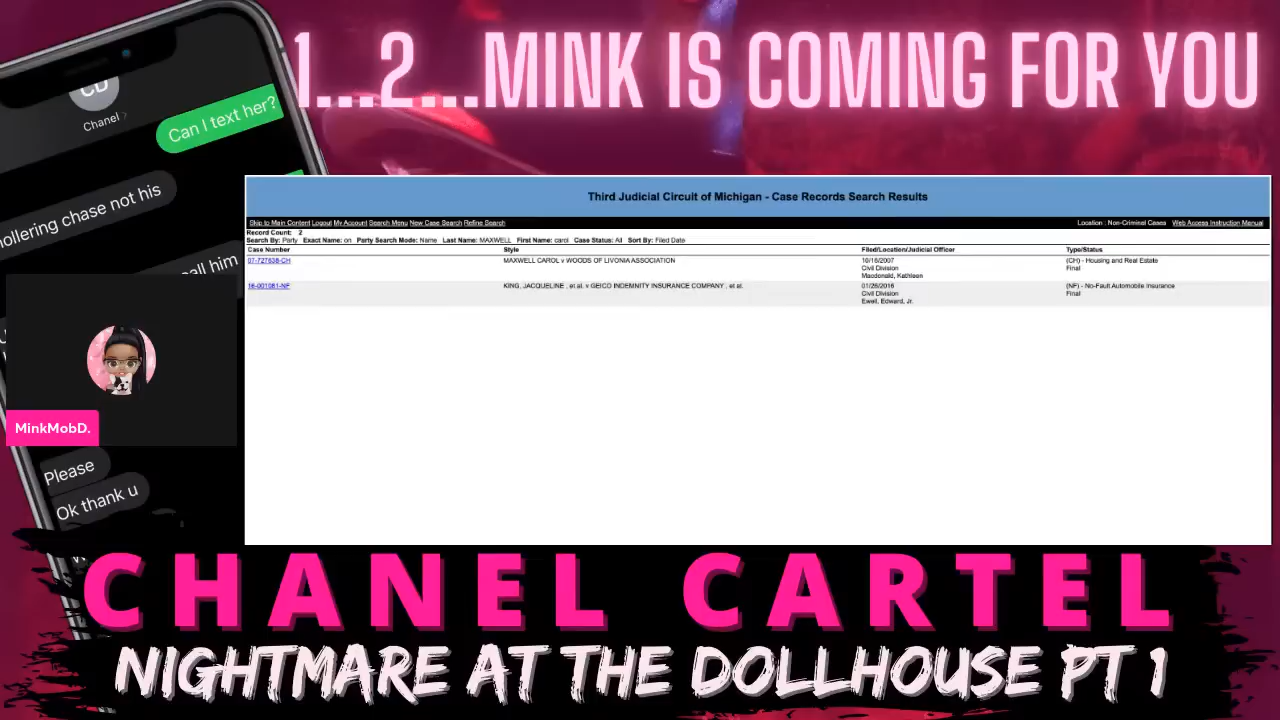 1...2...MINK IS COMING FOR YOU
CD
Chanel
Can I text her?
hollering chase not his
call him
MinkMobD.
Please
Ok thank u
Third Judicial Circuit of Michigan - Case Records Search Results
Skip to Main Content Logout My Account Search Menu New Case Search Refine Search
Location : Non-Criminal Cases Web Access Instruction Manual
Record Count: 2
Search By: Party Exact Name: on Party Search Mode: Name Last Name: MAXWELL First Name: carol Case Status: All Sort By: Filed Date
Case Number Style Filed/Location/Judicial Officer Type/Status
07-727638-CH MAXWELL CAROL v WOODS OF LIVONIA ASSOCIATION 10/16/2007 (CH) - Housing and Real Estate
Civil Division Final
Macdonald, Kathleen
16-001081-NF KING, JACQUELINE , et al. v GEICO INDEMNITY INSURANCE COMPANY , et al. 01/26/2016 (NF) - No-Fault Automobile Insurance
Civil Division Final
Ewell, Edward, Jr.
CHANEL CARTEL
NIGHTMARE AT THE DOLLHOUSE PT 1